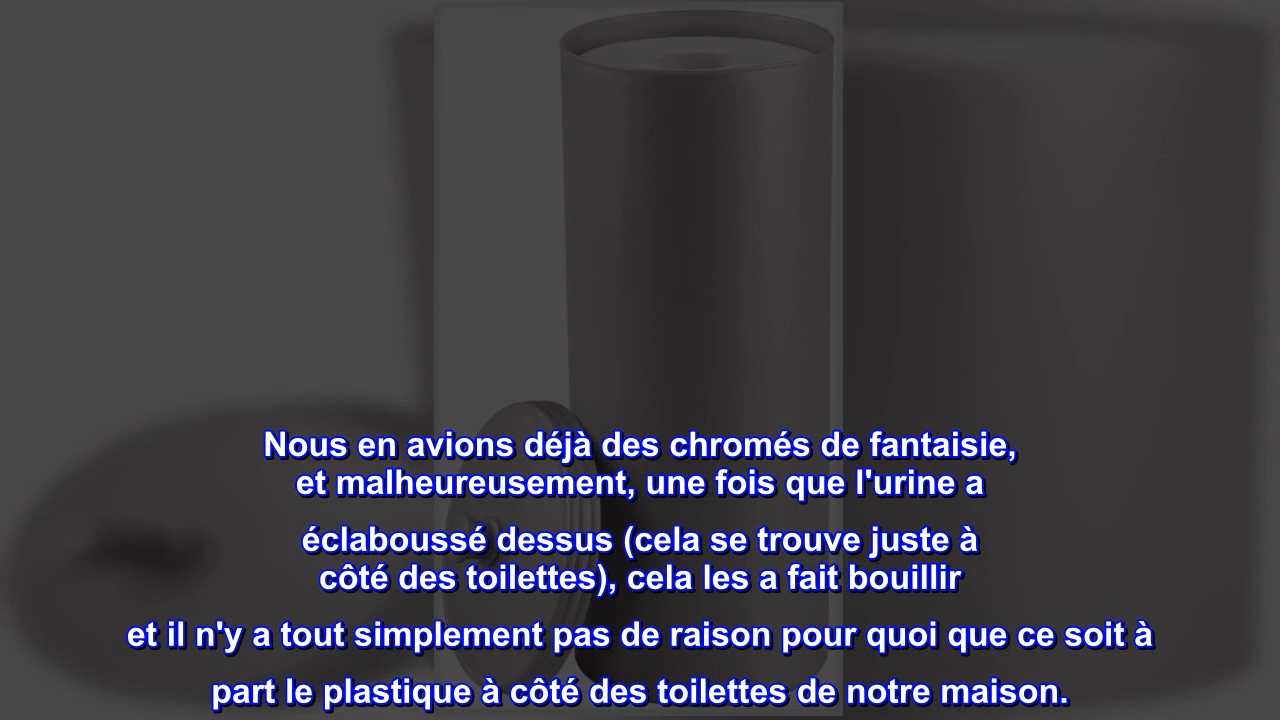 Nous en avions déjà des chromés de fantaisie,
et malheureusement, une fois que l'urine a
éclaboussé dessus (cela se trouve juste à
côté des toilettes), cela les a fait bouillir
et il n'y a tout simplement pas de raison pour quoi que ce soit à
part le plastique à côté des toilettes de notre maison.